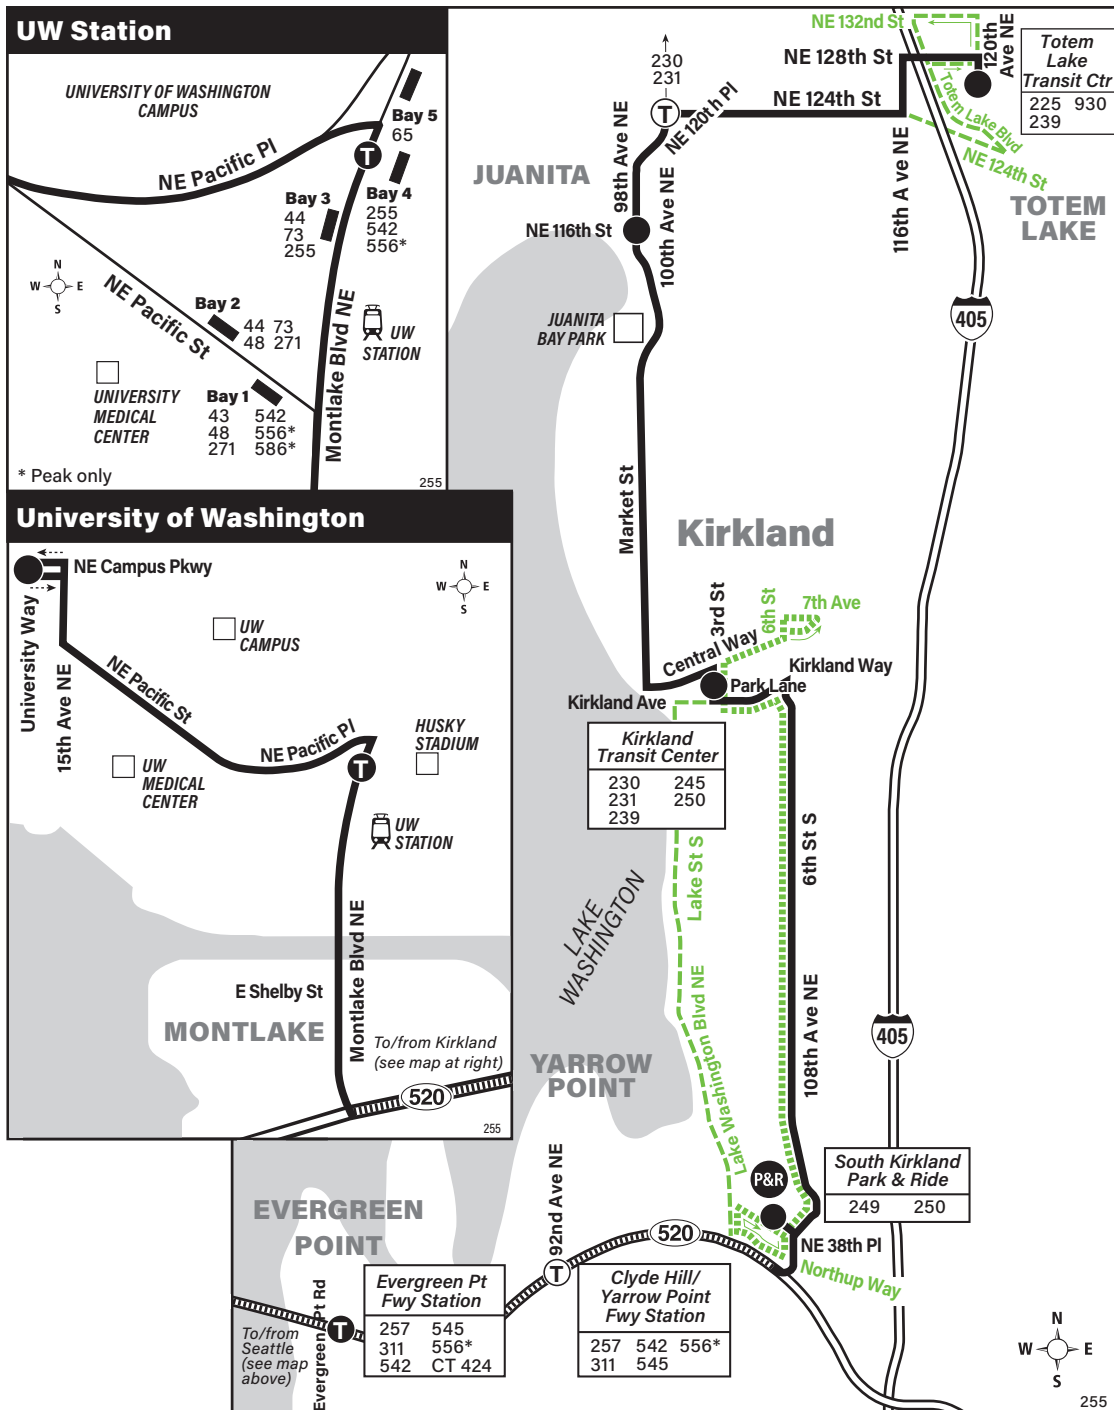 UW Station
UNIVERSITY OF WASHINGTON
CAMPUS
Bay 5
65
NE Pacific Pl
T
Bay 4
255
542
556*
Bay 3
44
73
255
N
W E
S
NE Pacific St
Bay 2
44 73
48 271
Montlake Blvd NE
UW
STATION
UNIVERSITY
MEDICAL
CENTER
Bay 1
43 542
48 556*
271 586*
* Peak only
255
University of Washington
NE Campus Pkwy
N
W E
S
University Way
15th Ave NE
UW
CAMPUS
NE Pacific St
NE Pacific Pl
HUSKY
STADIUM
T
UW
MEDICAL
CENTER
UW
STATION
Montlake Blvd NE
E Shelby St
MONTLAKE
To/from Kirkland
(see map at right)
520
255
NE 132nd St
120th
Ave NE
Totem
Lake
Transit Ctr
225 930
239
230
231
NE 128th St
T
NE 120th Pl
NE 124th St
Totem Lake Blvd
NE 124th St
116th A ve NE
TOTEM
LAKE
JUANITA
98th Ave NE
NE 116th St
100th Ave NE
405
JUANITA
BAY PARK
Market St
Kirkland
3rd St
6th St
7th Ave
Central Way
Kirkland Way
Park Lane
Kirkland Ave
Kirkland
Transit Center
230 245
231 250
239
6th St S
Lake St S
LAKE
WASHINGTON
Lake Washington Blvd NE
108th Ave NE
405
YARROW
POINT
P&R
South Kirkland
Park & Ride
249 250
NE 38th Pl
Northup Way
EVERGREEN
POINT
92nd Ave NE
520
T
Evergreen Pt Rd
T
To/from
Seattle
(see map
above)
Evergreen Pt
Fwy Station
257 545
311 556*
542 CT 424
Clyde Hill/
Yarrow Point
Fwy Station
257 542 556*
311 545
N
W E
S
255